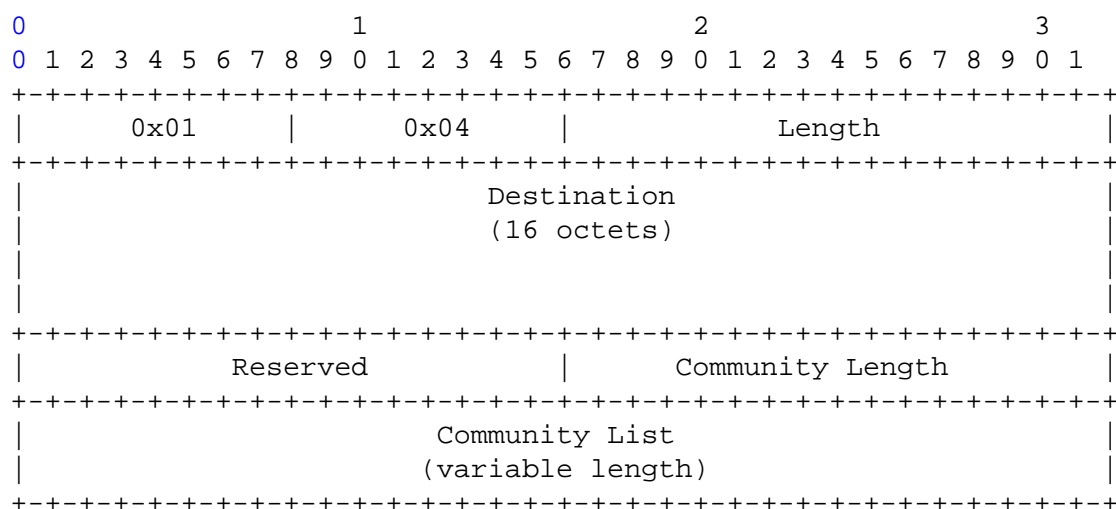 0                   1                   2                   3
0 1 2 3 4 5 6 7 8 9 0 1 2 3 4 5 6 7 8 9 0 1 2 3 4 5 6 7 8 9 0 1
+-+-+-+-+-+-+-+-+-+-+-+-+-+-+-+-+-+-+-+-+-+-+-+-+-+-+-+-+-+-+-+-+
|      0x01     |      0x04     |            Length             |
+-+-+-+-+-+-+-+-+-+-+-+-+-+-+-+-+-+-+-+-+-+-+-+-+-+-+-+-+-+-+-+-+
|                           Destination                         |
|                           (16 octets)                         |
|                                                               |
|                                                               |
+-+-+-+-+-+-+-+-+-+-+-+-+-+-+-+-+-+-+-+-+-+-+-+-+-+-+-+-+-+-+-+-+
|            Reserved           |      Community Length         |
+-+-+-+-+-+-+-+-+-+-+-+-+-+-+-+-+-+-+-+-+-+-+-+-+-+-+-+-+-+-+-+-+
|                        Community List                         |
|                       (variable length)                       |
+-+-+-+-+-+-+-+-+-+-+-+-+-+-+-+-+-+-+-+-+-+-+-+-+-+-+-+-+-+-+-+-+